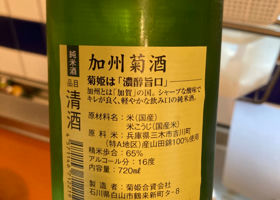 純米酒
品目 清酒
加州菊酒
菊姫は「濃醇旨口」
加州とは「加賀」の国。シャープな酸味で
キレが良く、軽やかな飲み口の純米酒。
原材料名：米（国産）
米こうじ（国産米）
原料米：兵庫県三木市吉川町
（特A地区）産山田錦100%使用
精米歩合：65%
アルコール分：16度
内容量：720ml
製造者：菊姫合資会社
石川県白山市鶴来新町タ-8